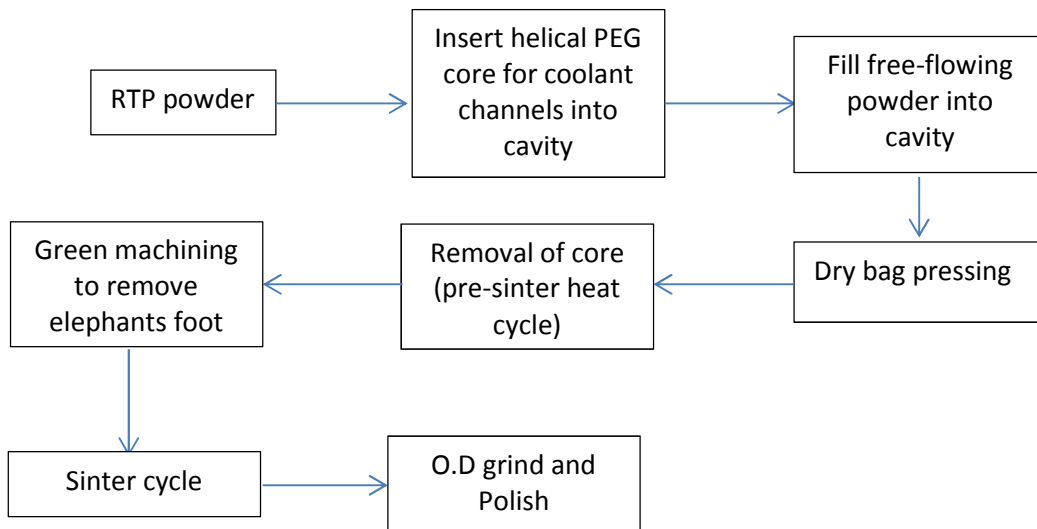 RTP powder
Insert helical PEG
core for coolant
channels into
cavity
Fill free-flowing
powder into
cavity
Dry bag pressing
Removal of core
(pre-sinter heat
cycle)
Green machining
to remove
elephants foot
Sinter cycle
O.D grind and
Polish